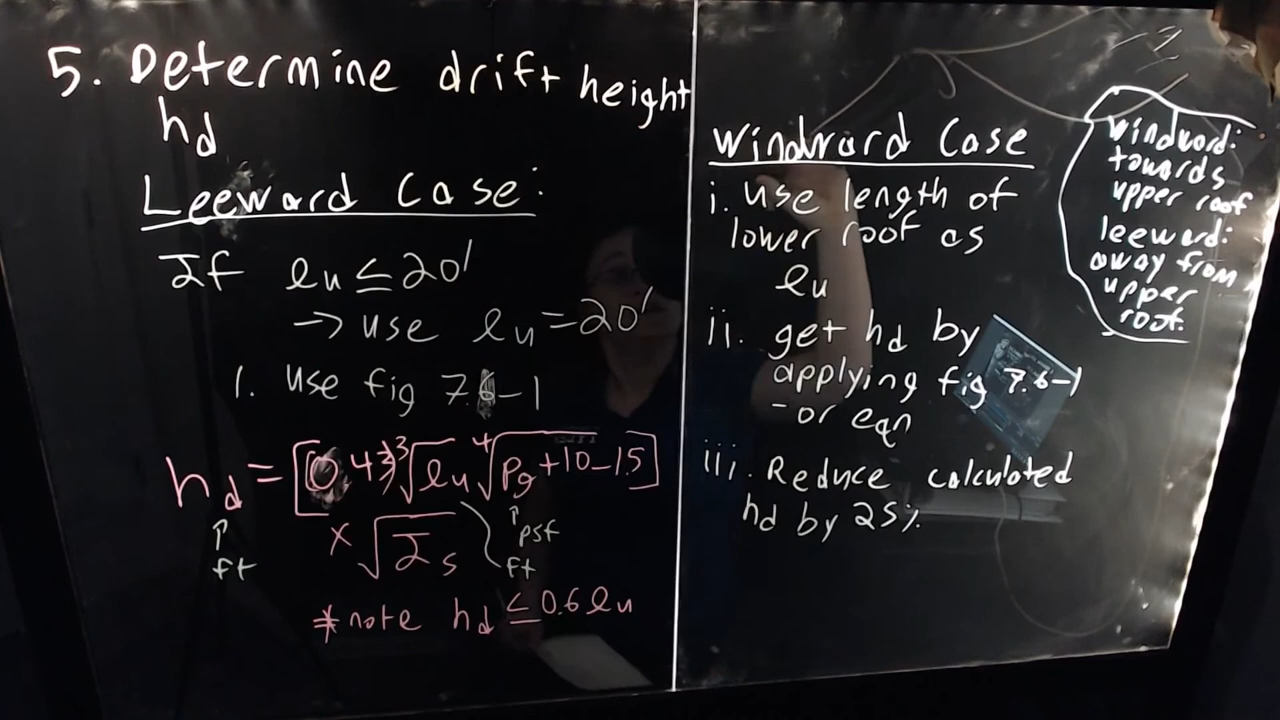 5. Determine drift height
hd
Leeward Case:
If lu ≤ 20'
→ use lu = 20'
1. Use fig 7.6-1
hd = [0.43 ∛lu ∜Pg+10 -1.5]
× √Is
↑ ft
↑ psf
ft
*note hd ≤ 0.6 lu
Windward Case
i. Use length of
lower roof as
lu
ii. get hd by
applying fig 7.6-1
- or eqn
iii. Reduce calculated
hd by 25%
Windward:
towards
upper roof
leeward:
away from
upper
roof.